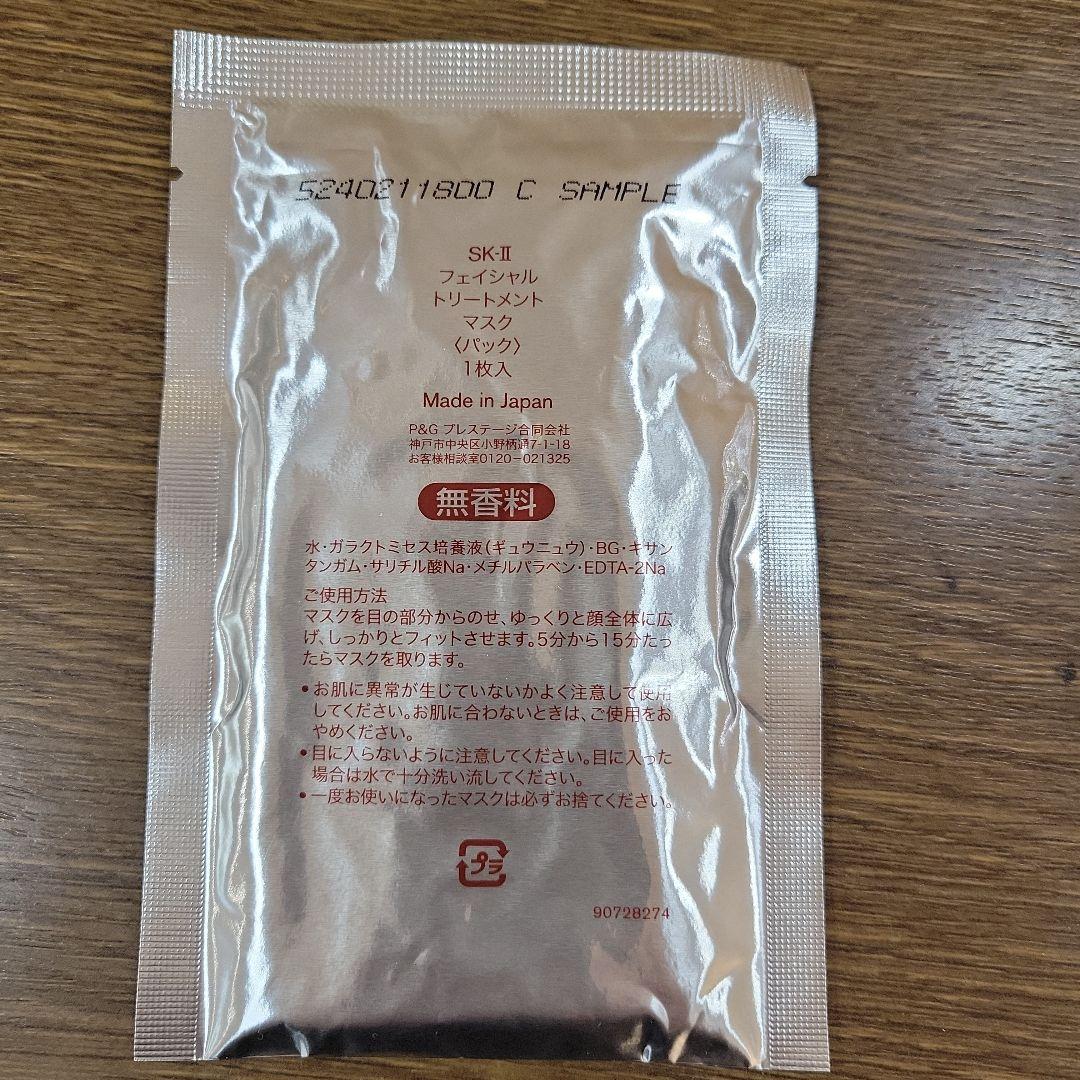 5240211800 C SAMPLE
SK-Ⅱ
フェイシャル
トリートメント
マスク
〈パック〉
1枚入
Made in Japan
P&G プレステージ合同会社
神戸市中央区小野柄通7-1-18
お客様相談室0120-021325
無香料
水・ガラクトミセス培養液(ギュウニュウ)・BG・キサン
タンガム・サリチル酸Na・メチルパラベン・EDTA-2Na
ご使用方法
マスクを目の部分からのせ、ゆっくりと顔全体に広
げ、しっかりとフィットさせます。5分から15分たっ
たらマスクを取ります。
•お肌に異常が生じていないかよく注意して使用
してください。お肌に合わないときは、ご使用をお
やめください。
•目に入らないように注意してください。目に入った
場合は水で十分洗い流してください。
•一度お使いになったマスクは必ずお捨てください。
プラ
90728274